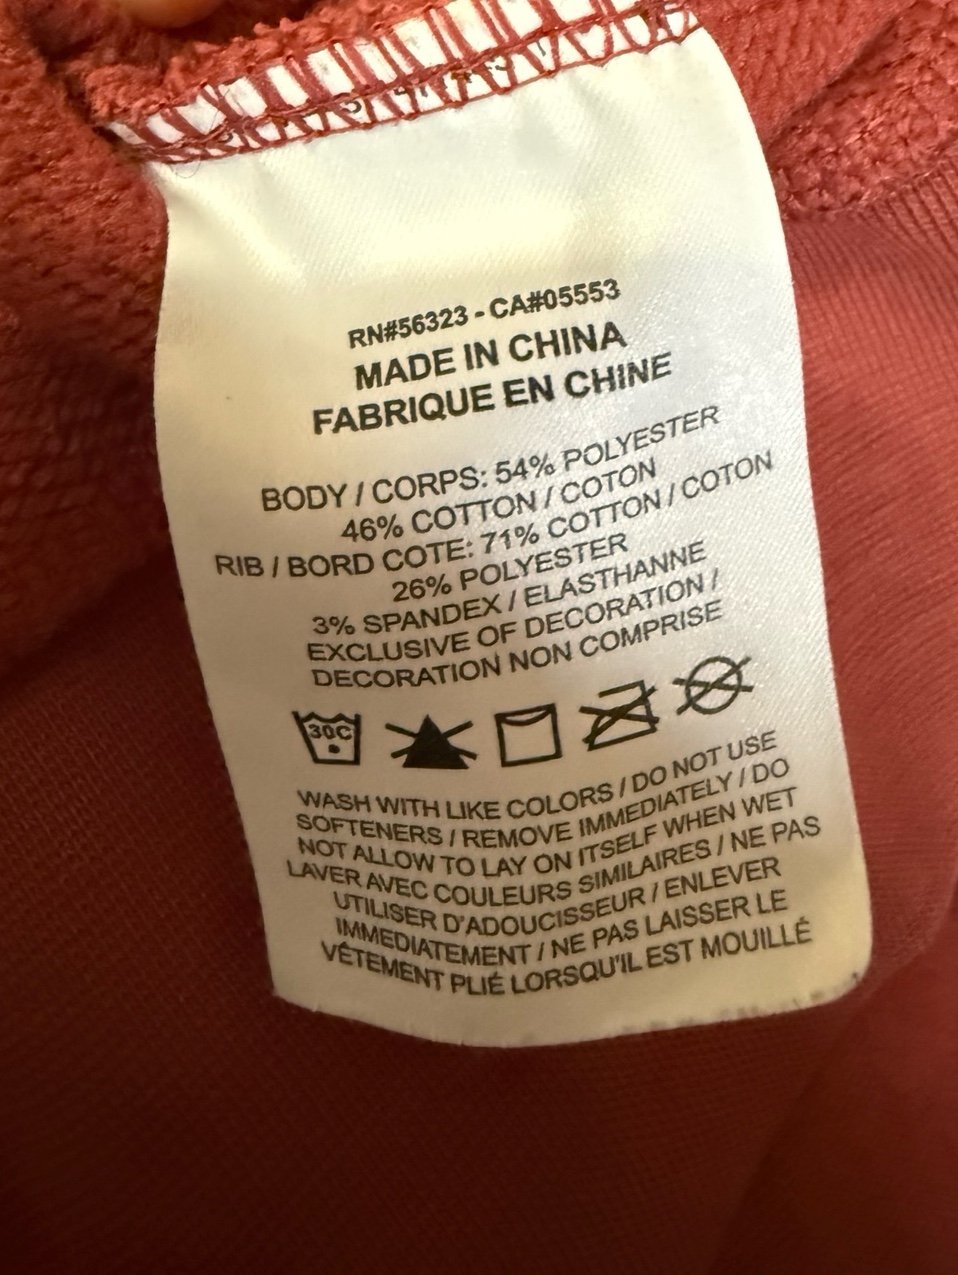 RN#56323 - CA#05553
MADE IN CHINA
FABRIQUE EN CHINE
BODY / CORPS: 54% POLYESTER
46% COTTON / COTON
RIB / BORD COTE: 71% COTTON / COTON
26% POLYESTER
3% SPANDEX / ELASTHANNE
EXCLUSIVE OF DECORATION /
DECORATION NON COMPRISE
30C
WASH WITH LIKE COLORS / DO NOT USE
SOFTENERS / REMOVE IMMEDIATELY / DO
NOT ALLOW TO LAY ON ITSELF WHEN WET
LAVER AVEC COULEURS SIMILAIRES / NE PAS
UTILISER D'ADOUCISSEUR / ENLEVER
IMMEDIATEMENT / NE PAS LAISSER LE
VÊTEMENT PLIÉ LORSQU'IL EST MOUILLÉ